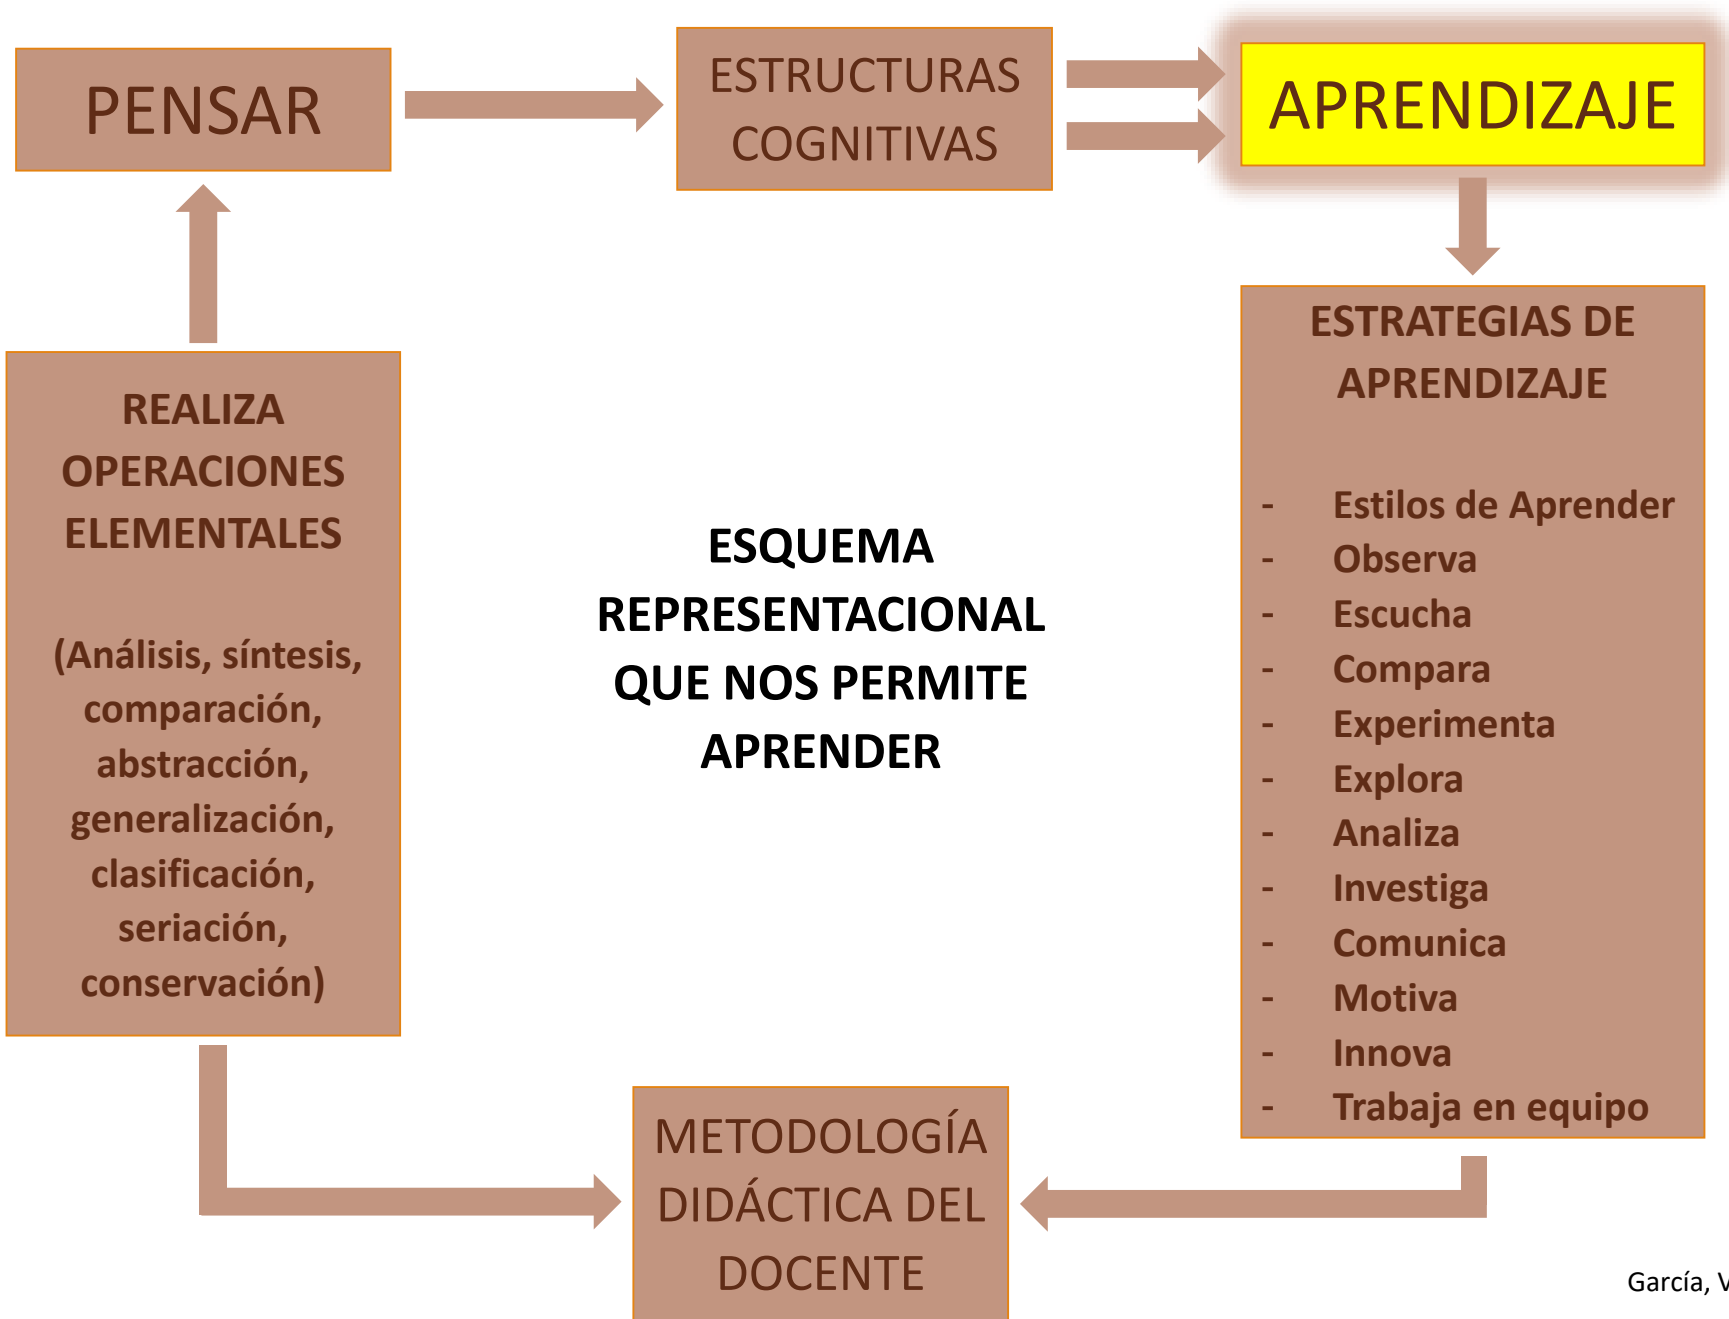 PENSAR
ESTRUCTURAS
COGNITIVAS
APRENDIZAJE
REALIZA
OPERACIONES
ELEMENTALES
(Análisis, síntesis,
comparación,
abstracción,
generalización,
clasificación,
seriación,
conservación)
ESQUEMA
REPRESENTACIONAL
QUE NOS PERMITE
APRENDER
ESTRATEGIAS DE
APRENDIZAJE
- Estilos de Aprender
- Observa
- Escucha
- Compara
- Experimenta
- Explora
- Analiza
- Investiga
- Comunica
- Motiva
- Innova
- Trabaja en equipo
METODOLOGÍA
DIDÁCTICA DEL
DOCENTE
García, V